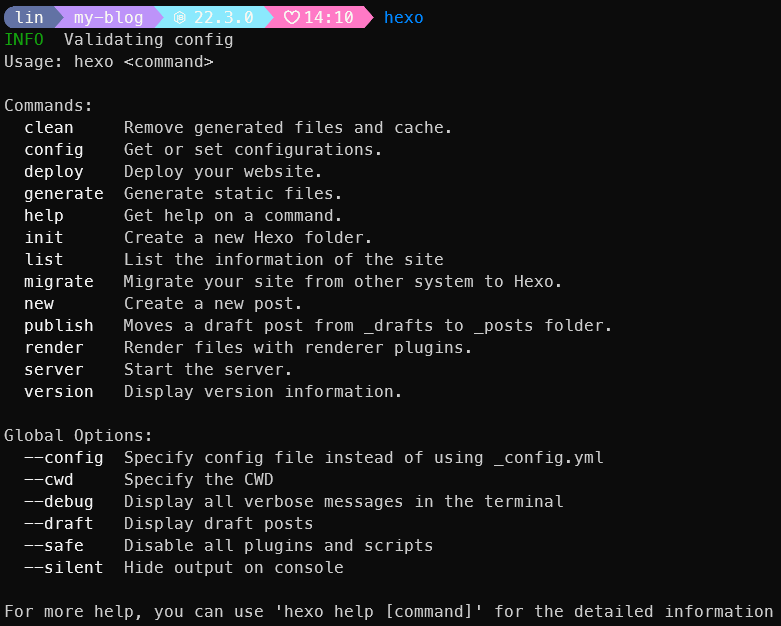 lin my-blog 22.3.0 14:10 hexo
INFO  Validating config
Usage: hexo <command>

Commands:
  clean     Remove generated files and cache.
  config    Get or set configurations.
  deploy    Deploy your website.
  generate  Generate static files.
  help      Get help on a command.
  init      Create a new Hexo folder.
  list      List the information of the site
  migrate   Migrate your site from other system to Hexo.
  new       Create a new post.
  publish   Moves a draft post from _drafts to _posts folder.
  render    Render files with renderer plugins.
  server    Start the server.
  version   Display version information.

Global Options:
  --config  Specify config file instead of using _config.yml
  --cwd     Specify the CWD
  --debug   Display all verbose messages in the terminal
  --draft   Display draft posts
  --safe    Disable all plugins and scripts
  --silent  Hide output on console

For more help, you can use 'hexo help [command]' for the detailed information